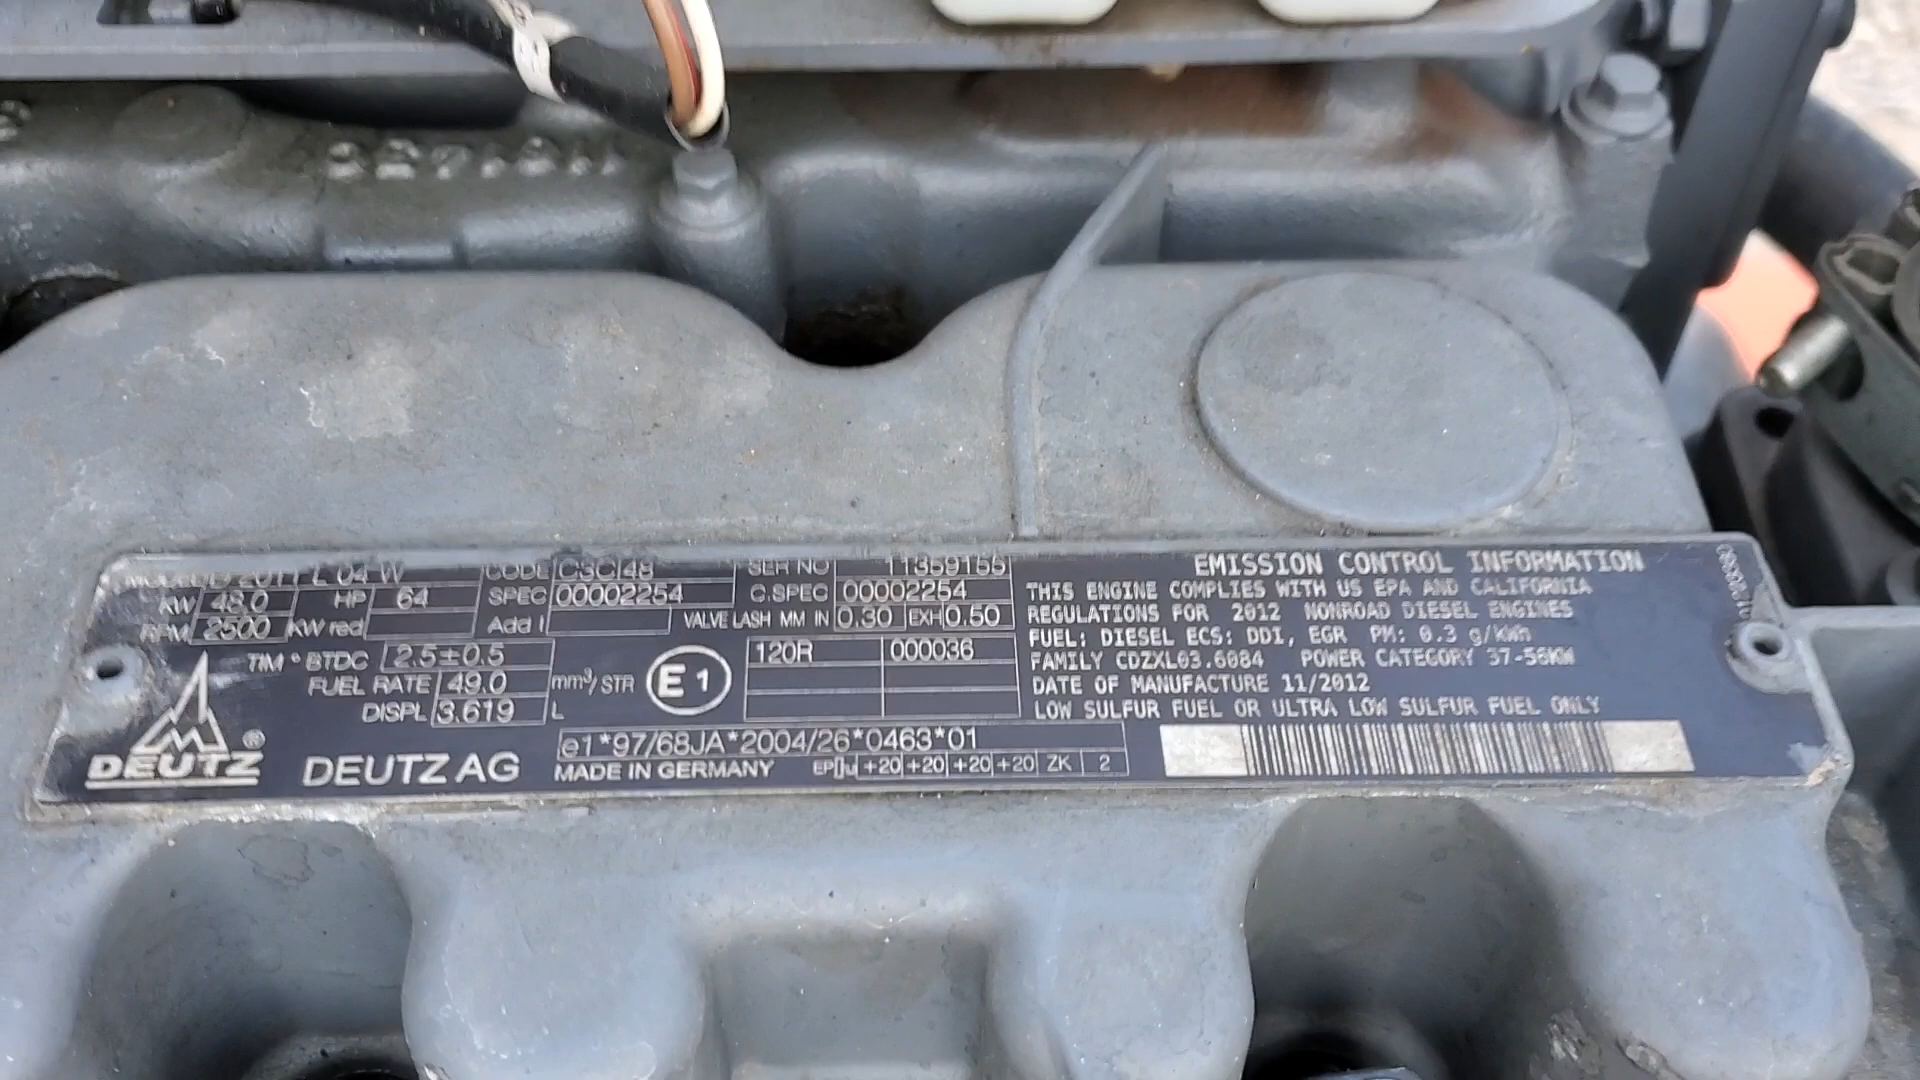 D 2011 L 04 W CODE C3CI48 SER NO 11359155
KW 48.0 HP 64 SPEC 00002254 C.SPEC 00002254
RPM 2500 KW red Add I VALVE LASH MM IN 0.30 EXH 0.50
TIM ° BTDC 2.5±0.5
FUEL RATE 49.0 mm³/STR
DISPL 3.619 L
E1
120R 000036
DEUTZ ®
DEUTZ AG
e1*97/68JA*2004/26*0463*01
MADE IN GERMANY EP +20 +20 +20 +20 ZK 2
EMISSION CONTROL INFORMATION
THIS ENGINE COMPLIES WITH US EPA AND CALIFORNIA
REGULATIONS FOR 2012 NONROAD DIESEL ENGINES
FUEL: DIESEL ECS: DDI, EGR PM: 0.3 g/kWh
FAMILY CDZXL03.6084 POWER CATEGORY 37-56KW
DATE OF MANUFACTURE 11/2012
LOW SULFUR FUEL OR ULTRA LOW SULFUR FUEL ONLY